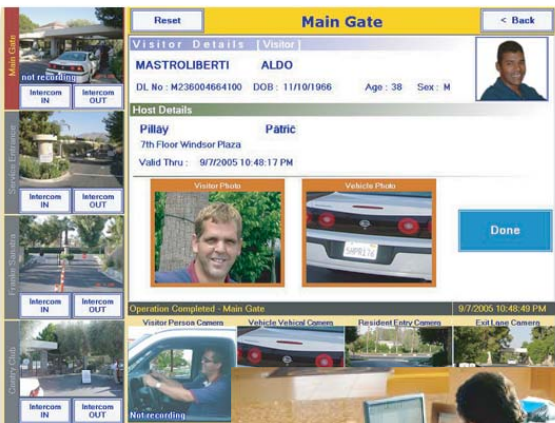 Reset
Main Gate
< Back
Main Gate
Visitor Details [Visitor]
MASTROLIBERTI ALDO
DL No : M236004664100 DOB : 11/10/1966 Age : 38 Sex : M
not recording
Intercom IN
Intercom OUT
Host Details
Pillay Patric
7th Floor Windsor Plaza
Valid Thru : 9/7/2005 10:48:17 PM
Service Entrance
Intercom IN
Intercom OUT
Visitor Photo
Vehicle Photo
Done
Franke Sinatra
Intercom IN
Intercom OUT
Operation Completed - Main Gate
9/7/2005 10:48:49 PM
Visitor Person Camera
Vehicle Vehical Camera
Resident Entry Camera
Exit Lane Camera
Country Club
Intercom IN
Intercom OUT
Not recording